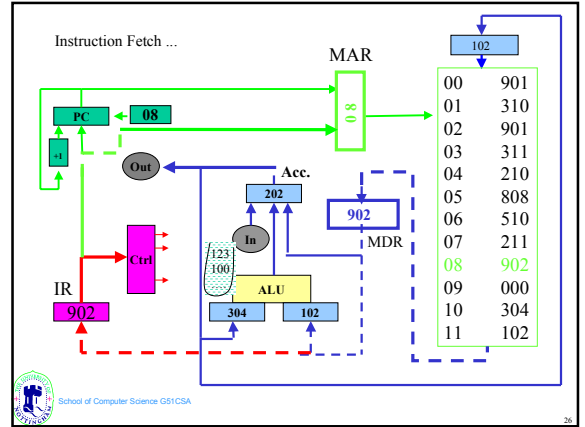 Instruction Fetch ...
MAR
102
PC
08
08
+1
Out
Acc.
202
902
MDR
In
Ctrl
123
100
ALU
IR
902
304
102
00 901
01 310
02 901
03 311
04 210
05 808
06 510
07 211
08 902
09 000
10 304
11 102
School of Computer Science G51CSA
26